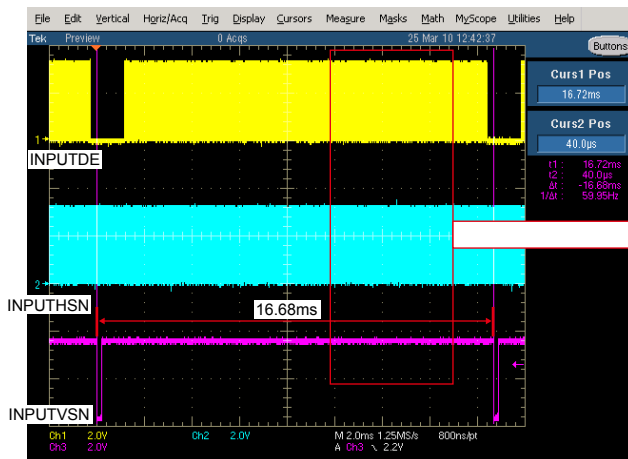 File Edit Vertical Horiz/Acq Trig Display Cursors Measure Masks Math MyScope Utilities Help
Tek Preview 0 Acqs 25 Mar 10 12:42:37
Buttons
Curs1 Pos
16.72ms
Curs2 Pos
40.0µs
t1: 16.72ms
t2: 40.0µs
Δt: -16.68ms
1/Δt: 59.95Hz
1
INPUTDE
2
INPUTHSN
16.68ms
INPUTVSN
Ch1 2.0V Ch2 2.0V M 2.0ms 1.25MS/s 800ns/pt
Ch3 2.0V A Ch3 \ 2.2V